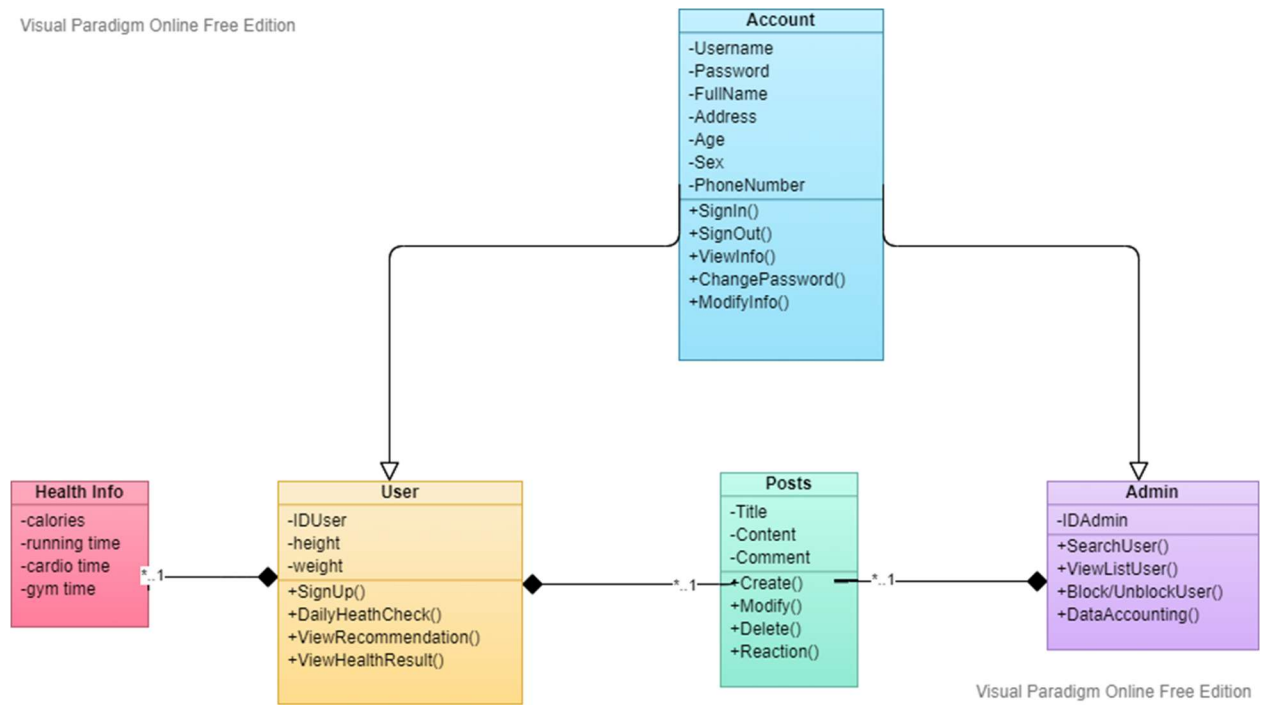 Visual Paradigm Online Free Edition
Account
-Username
-Password
-FullName
-Address
-Age
-Sex
-PhoneNumber
+SignIn()
+SignOut()
+ViewInfo()
+ChangePassword()
+ModifyInfo()
Health Info
-calories
-running time
-cardio time
-gym time
*..1
User
-IDUser
-height
-weight
+SignUp()
+DailyHeathCheck()
+ViewRecommendation()
+ViewHealthResult()
*..1
Posts
-Title
-Content
-Comment
+Create()
+Modify()
+Delete()
+Reaction()
*..1
Admin
-IDAdmin
+SearchUser()
+ViewListUser()
+Block/UnblockUser()
+DataAccounting()
Visual Paradigm Online Free Edition